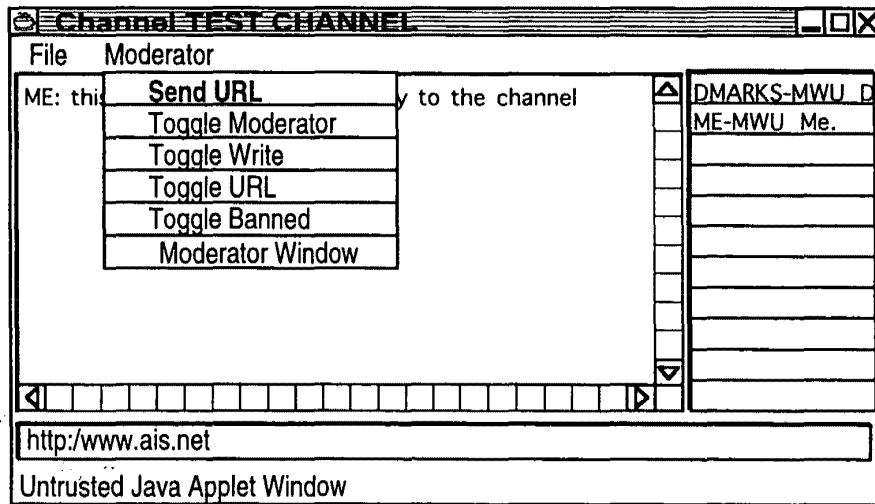 Channel TEST CHANNEL
File Moderator
ME: this
Send URL
y to the channel
Toggle Moderator
Toggle Write
Toggle URL
Toggle Banned
Moderator Window
DMARKS-MWU D
ME-MWU Me.
http:/www.ais.net
Untrusted Java Applet Window